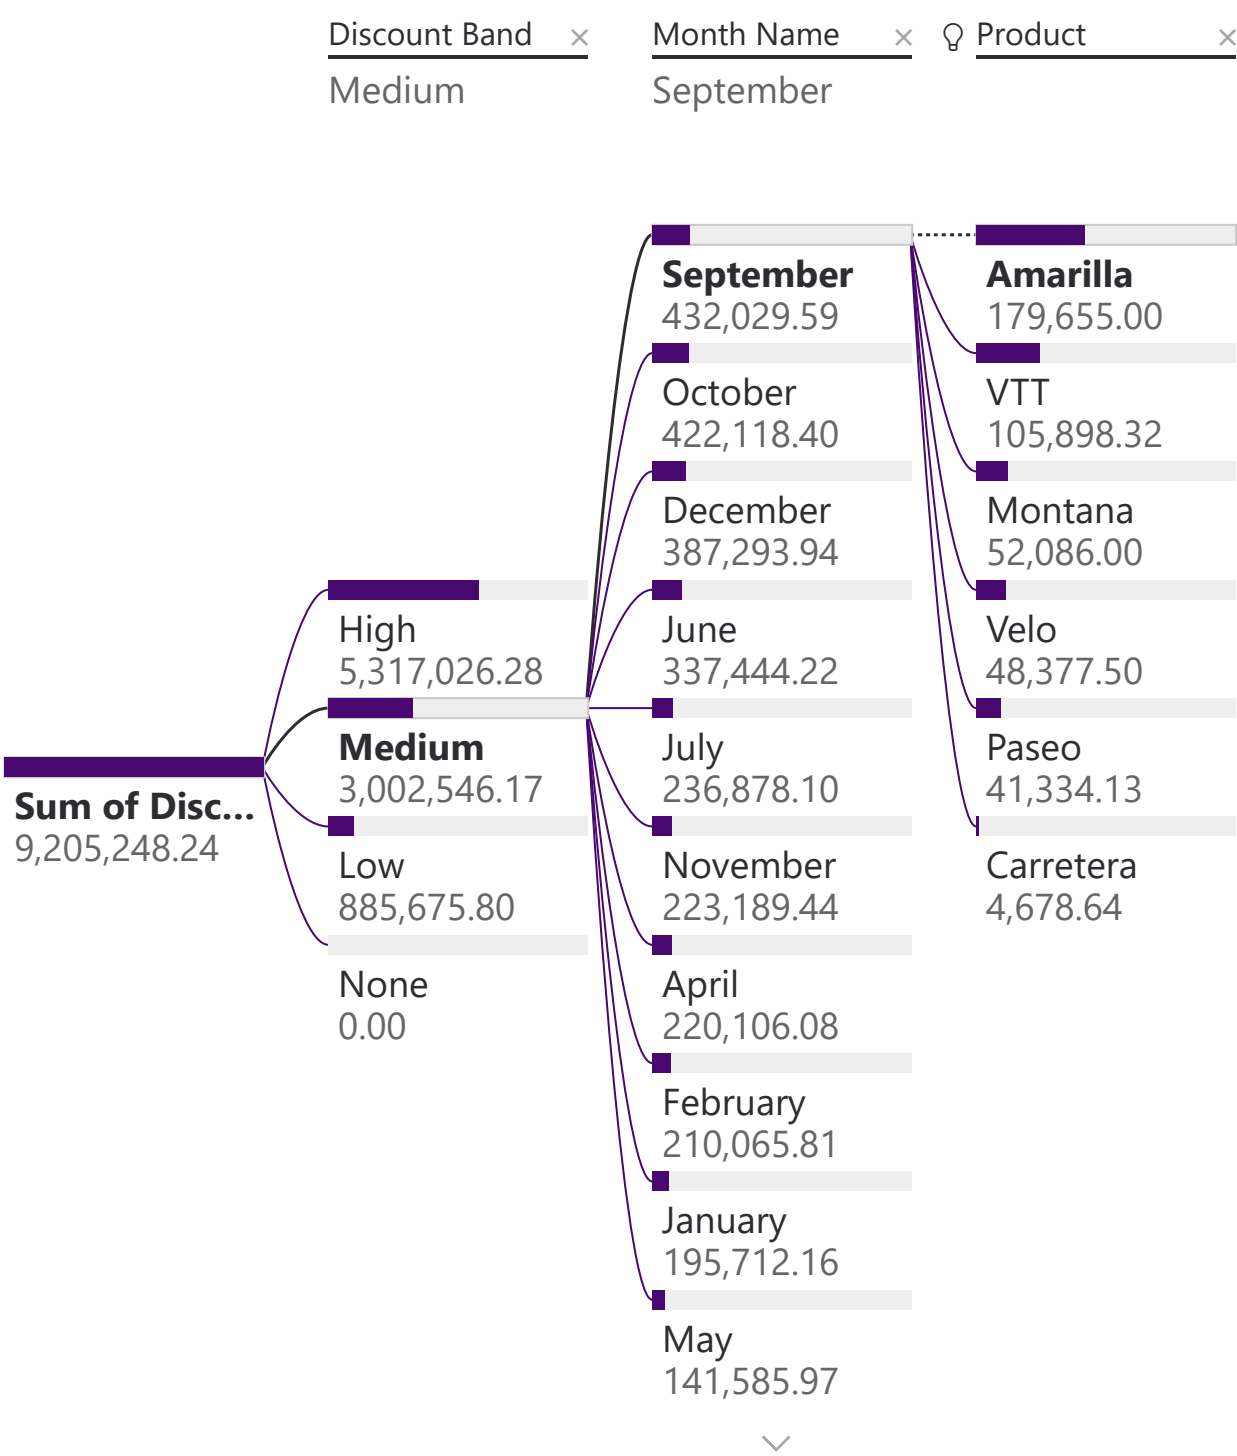 Discount Band
Medium
Month Name
September
Product
Sum of Disc...
9,205,248.24
High
5,317,026.28
Medium
3,002,546.17
Low
885,675.80
None
0.00
September
432,029.59
October
422,118.40
December
387,293.94
June
337,444.22
July
236,878.10
November
223,189.44
April
220,106.08
February
210,065.81
January
195,712.16
May
141,585.97
Amarilla
179,655.00
VTT
105,898.32
Montana
52,086.00
Velo
48,377.50
Paseo
41,334.13
Carretera
4,678.64